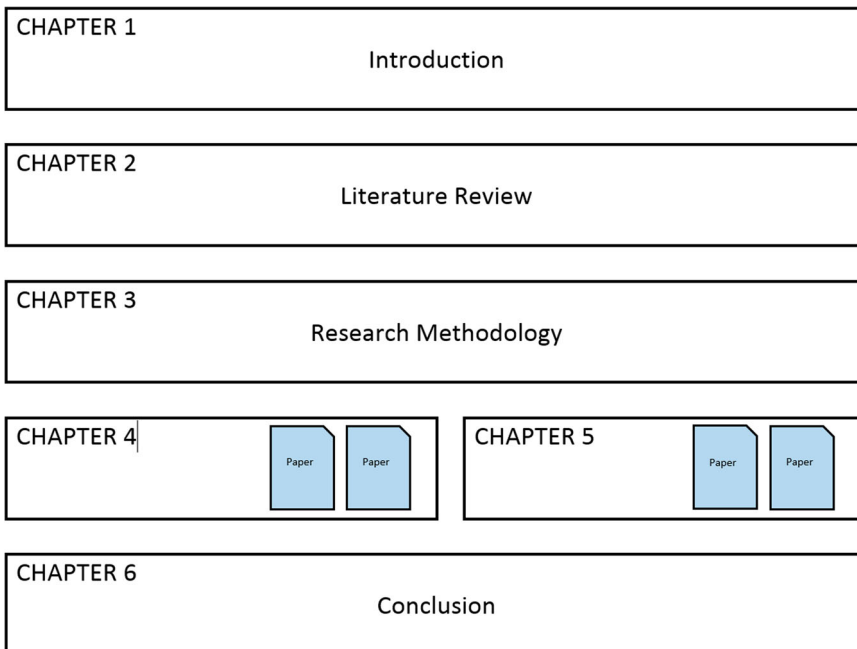 CHAPTER 1
Introduction
CHAPTER 2
Literature Review
CHAPTER 3
Research Methodology
CHAPTER 4
Paper
Paper
CHAPTER 5
Paper
Paper
CHAPTER 6
Conclusion